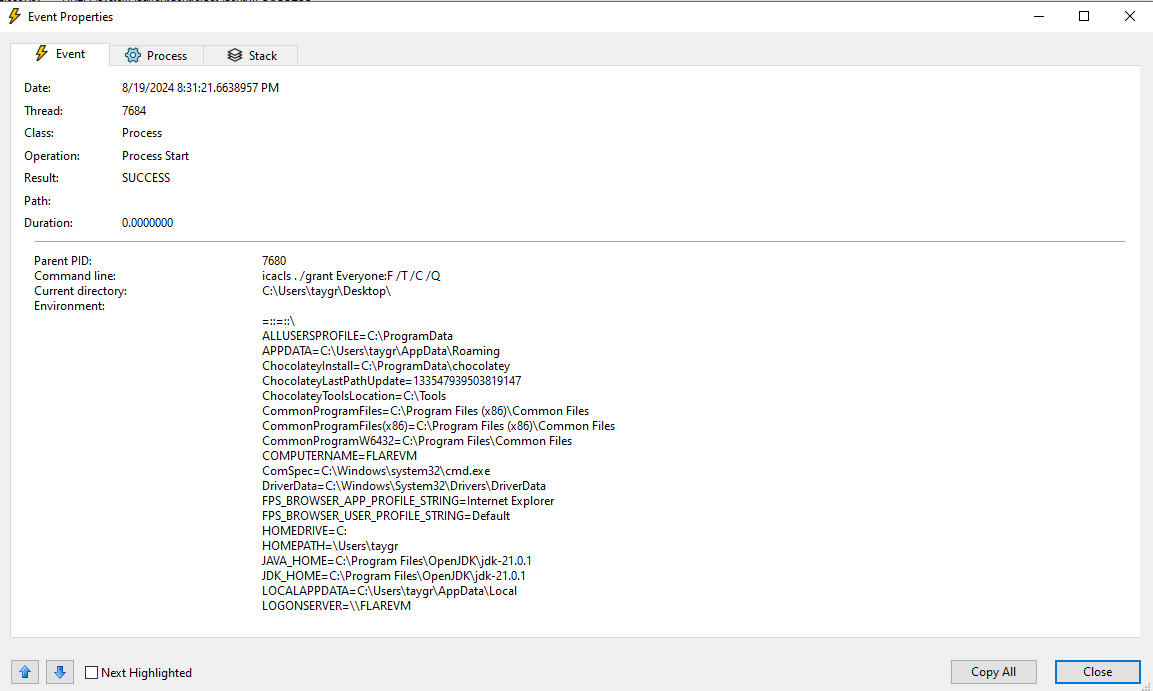 Event Properties
Event Process Stack
Date: 8/19/2024 8:31:21.6638957 PM
Thread: 7684
Class: Process
Operation: Process Start
Result: SUCCESS
Path:
Duration: 0.0000000
Parent PID: 7680
Command line: icacls . /grant Everyone:F /T /C /Q
Current directory: C:\Users\taygr\Desktop\
Environment:
=::=::\
ALLUSERSPROFILE=C:\ProgramData
APPDATA=C:\Users\taygr\AppData\Roaming
ChocolateyInstall=C:\ProgramData\chocolatey
ChocolateyLastPathUpdate=133547939503819147
ChocolateyToolsLocation=C:\Tools
CommonProgramFiles=C:\Program Files (x86)\Common Files
CommonProgramFiles(x86)=C:\Program Files (x86)\Common Files
CommonProgramW6432=C:\Program Files\Common Files
COMPUTERNAME=FLAREVM
ComSpec=C:\Windows\system32\cmd.exe
DriverData=C:\Windows\System32\Drivers\DriverData
FPS_BROWSER_APP_PROFILE_STRING=Internet Explorer
FPS_BROWSER_USER_PROFILE_STRING=Default
HOMEDRIVE=C:
HOMEPATH=\Users\taygr
JAVA_HOME=C:\Program Files\OpenJDK\jdk-21.0.1
JDK_HOME=C:\Program Files\OpenJDK\jdk-21.0.1
LOCALAPPDATA=C:\Users\taygr\AppData\Local
LOGONSERVER=\\FLAREVM
Next Highlighted Copy All Close